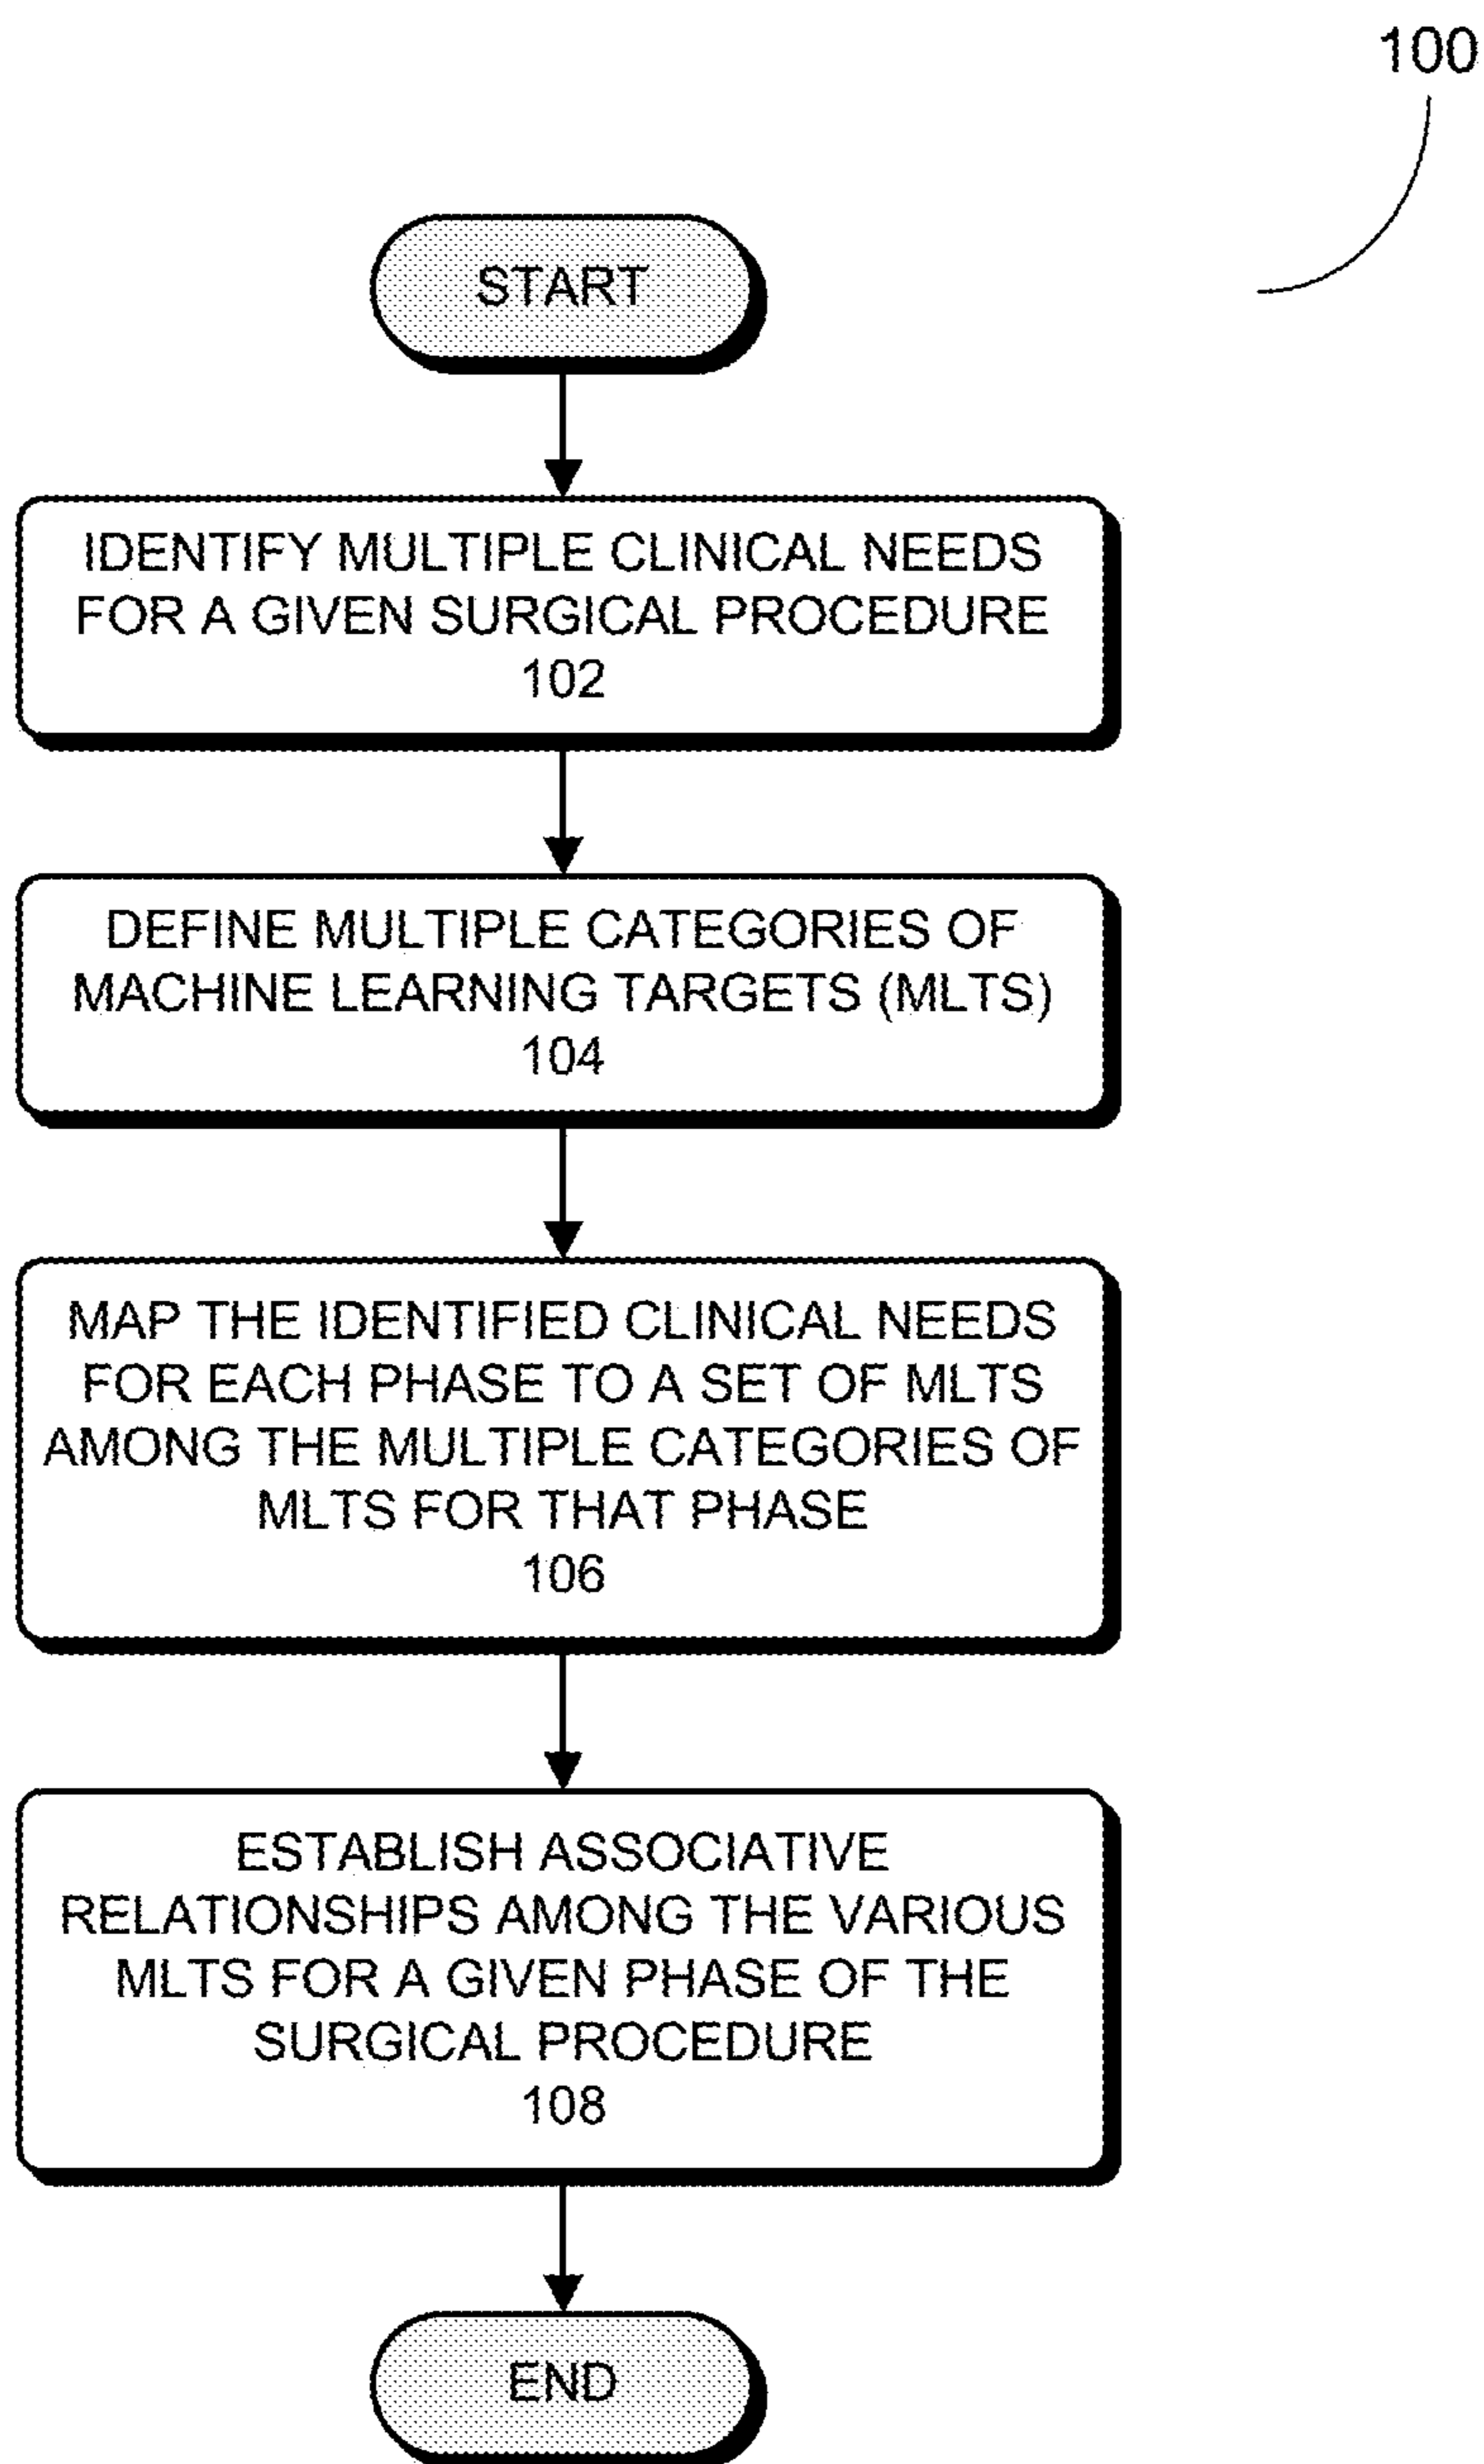 100
START
IDENTIFY MULTIPLE CLINICAL NEEDS
FOR A GIVEN SURGICAL PROCEDURE
102
DEFINE MULTIPLE CATEGORIES OF
MACHINE LEARNING TARGETS (MLTS)
104
MAP THE IDENTIFIED CLINICAL NEEDS
FOR EACH PHASE TO A SET OF MLTS
AMONG THE MULTIPLE CATEGORIES OF
MLTS FOR THAT PHASE
106
ESTABLISH ASSOCIATIVE
RELATIONSHIPS AMONG THE VARIOUS
MLTS FOR A GIVEN PHASE OF THE
SURGICAL PROCEDURE
108
END